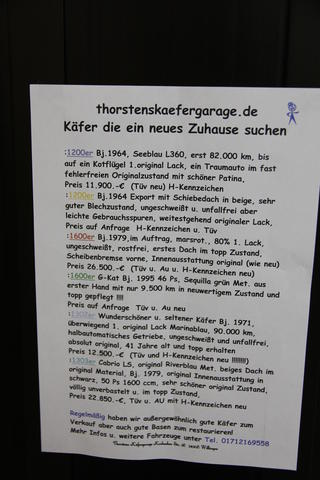 thorstenskaefergarage.de
Käfer die ein neues Zuhause suchen
:1200er Bj.1964, Seeblau L360, erst 82.000 km, bis
auf ein Kotflügel 1.original Lack, ein Traumauto im fast
fehlerfreien Originalzustand mit schöner Patina,
Preis 11,900.-€ (Tüv neu) H-Kennzeichen
:1200er Bj.1964 Export mit Schiebedach in beige, sehr
guter Blechzustand, ungeschweißt u. unfallfrei aber
leichte Gebrauchsspuren, weitestgehend originaler Lack,
Preis auf Anfrage H-Kennzeichen u. Tüv
:1600er Bj.1979,im Auftrag, marsrot., 80% 1. Lack,
ungeschweißt, rostfrei, erstes Dach im topp Zustand,
Scheibenbremse vorne, Innenausstattung original (wie neu)
Preis 26.500.-€ (Tüv u. Au u. H-Kennzeichen neu)
:1600er G-Kat Bj. 1995 46 Ps, Sequilla grün Met. aus
erster Hand mit nur 9.500 km in neuwertigem Zustand und
topp gepflegt !!!!
Preis auf Anfrage Tüv u. Au neu
:1302er Wunderschöner u. seltener Käfer Bj. 1971,
überwiegend 1. original Lack Marinablau, 90.000 km,
halbautomatisches Getriebe, ungeschweißt und unfallfrei,
absolut original, 41 Jahre alt und topp erhalten
Preis 12.500.-€ (Tüv und H-Kennzeichen neu !!!!!!!!)
:1303er Cabrio LS, original Riverblau Met. beiges Dach im
original Material, Bj. 1979, original Innenausstattung in
schwarz, 50 Ps 1600 ccm, sehr schöner original Zustand,
völlig unverbastelt u. im topp Zustand,
Preis 22.850.-€, Tüv u. AU mit H-Kennzeichen neu
Regelmäßig haben wir außergewöhnlich gute Käfer zum
Verkauf aber auch gute Basen zum restaurieren!
Mehr Infos u. weitere Fahrzeuge unter Tel. 01712169558